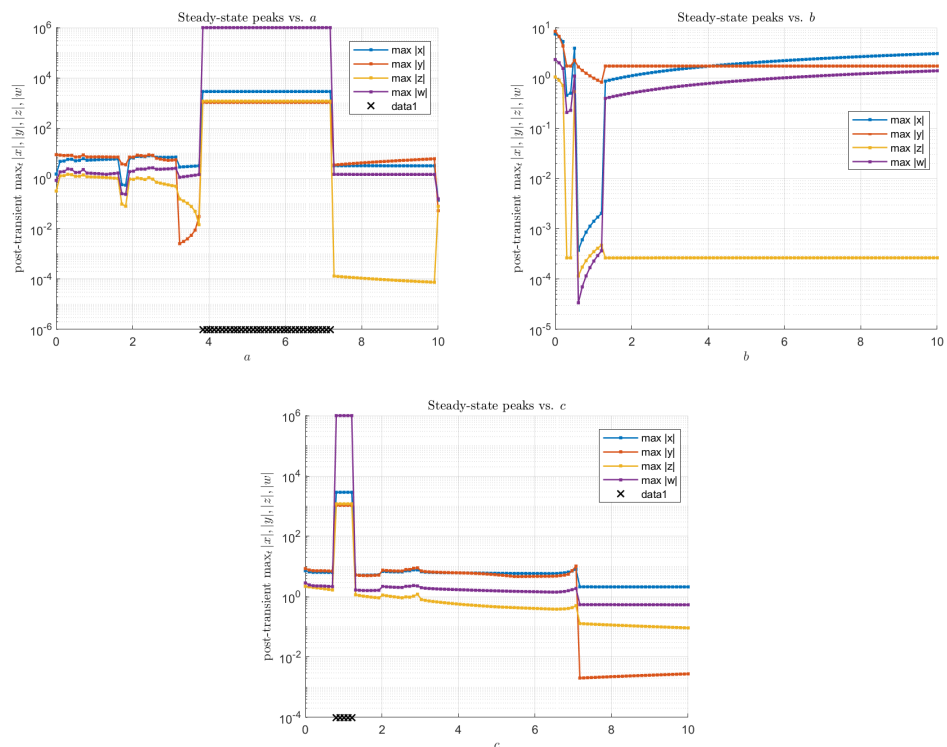 Steady-state peaks vs. a
post-transient max_t |x|, |y|, |z|, |w|
10^6
10^4
10^2
10^0
10^-2
10^-4
10^-6
0 2 4 6 8 10
a
max |x|
max |y|
max |z|
max |w|
data1
Steady-state peaks vs. b
post-transient max_t |x|, |y|, |z|, |w|
10^1
10^0
10^-1
10^-2
10^-3
10^-4
10^-5
0 2 4 6 8 10
b
max |x|
max |y|
max |z|
max |w|
Steady-state peaks vs. c
post-transient max_t |x|, |y|, |z|, |w|
10^6
10^4
10^2
10^0
10^-2
10^-4
0 2 4 6 8 10
c
max |x|
max |y|
max |z|
max |w|
data1